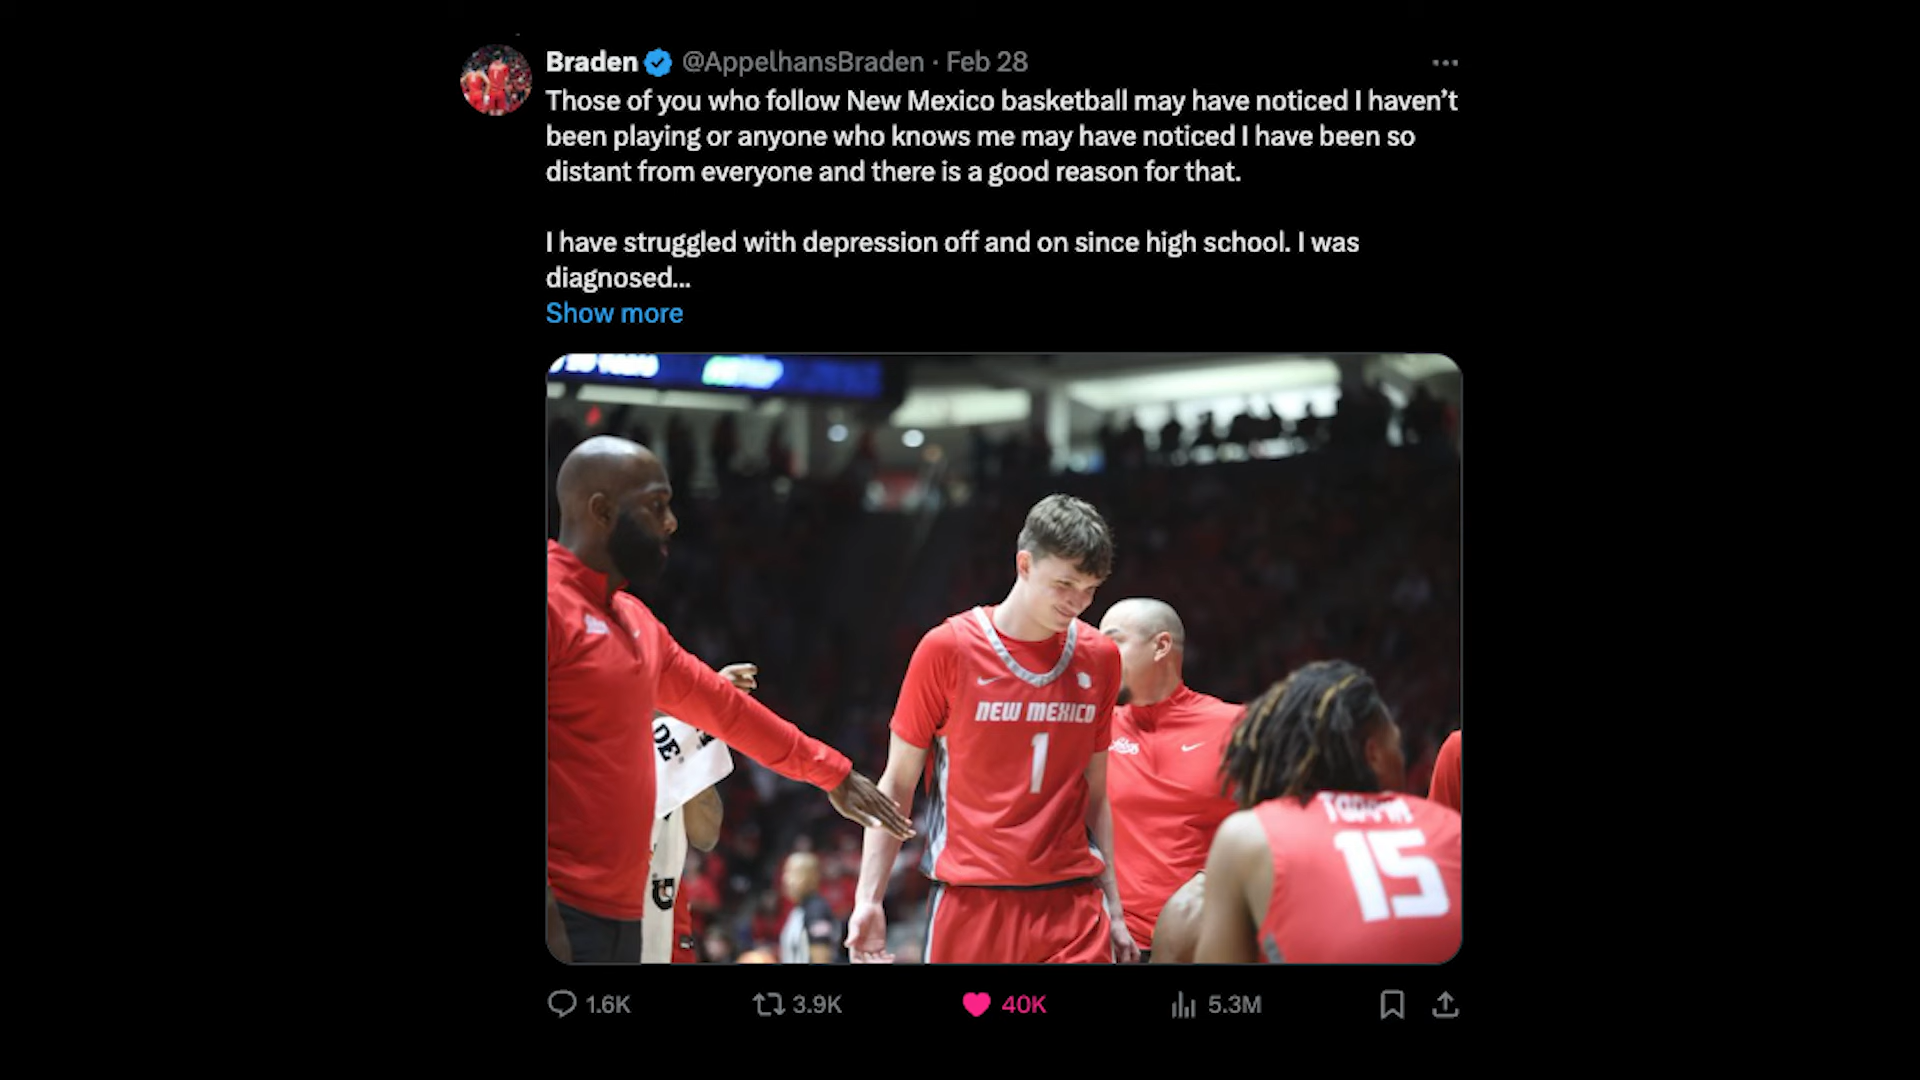 Braden @AppelhansBraden · Feb 28
Those of you who follow New Mexico basketball may have noticed I haven’t
been playing or anyone who knows me may have noticed I have been so
distant from everyone and there is a good reason for that.
I have struggled with depression off and on since high school. I was
diagnosed...
Show more
NEW MEXICO
1
TOPPIN
15
1.6K 3.9K 40K 5.3M